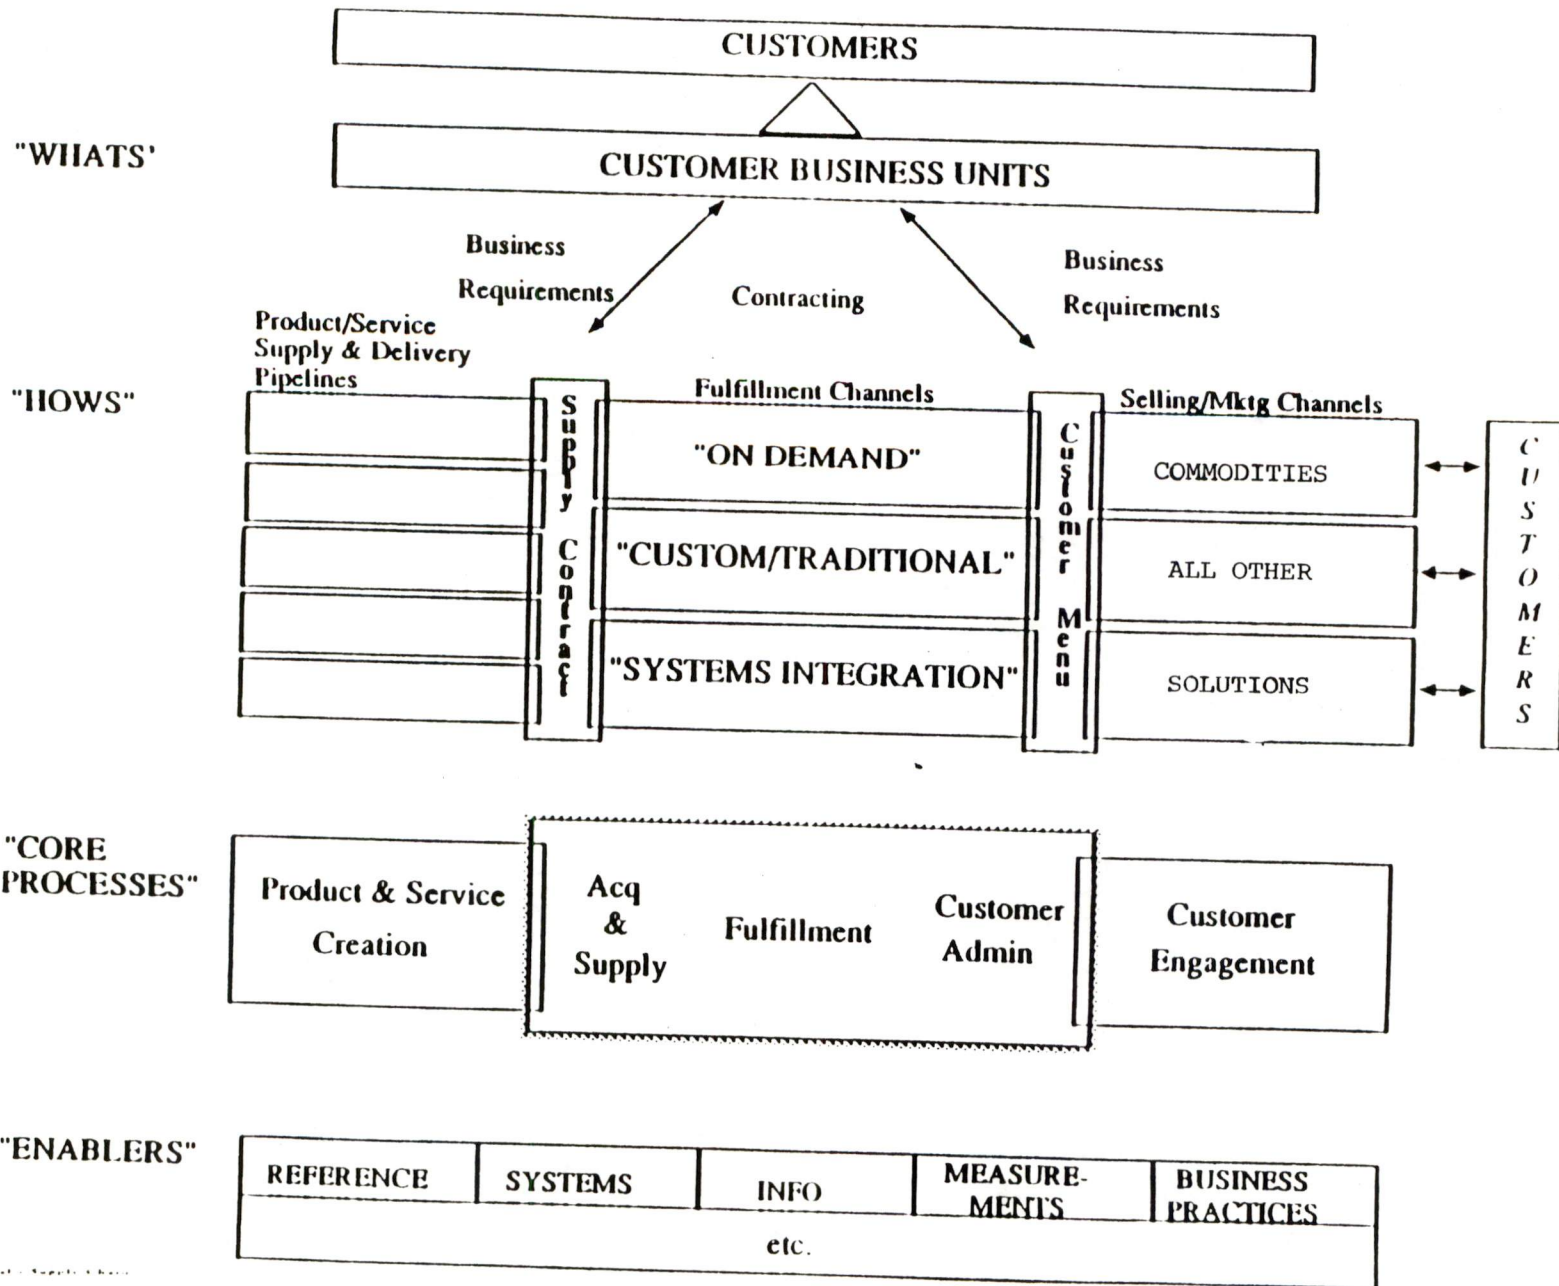 CUSTOMERS
"WHATS'
CUSTOMER BUSINESS UNITS
Business
Requirements
Contracting
Business
Requirements
Product/Service
Supply & Delivery
Pipelines
"HOWS"
Fulfillment Channels
Selling/Mktg Channels
Supply Contract
"ON DEMAND"
"CUSTOM/TRADITIONAL"
"SYSTEMS INTEGRATION"
Customer Menu
COMMODITIES
ALL OTHER
SOLUTIONS
CUSTOMERS
"CORE
PROCESSES"
Product & Service
Creation
Acq
&
Supply
Fulfillment
Customer
Admin
Customer
Engagement
"ENABLERS"
REFERENCE
SYSTEMS
INFO
MEASURE-
MENTS
BUSINESS
PRACTICES
etc.